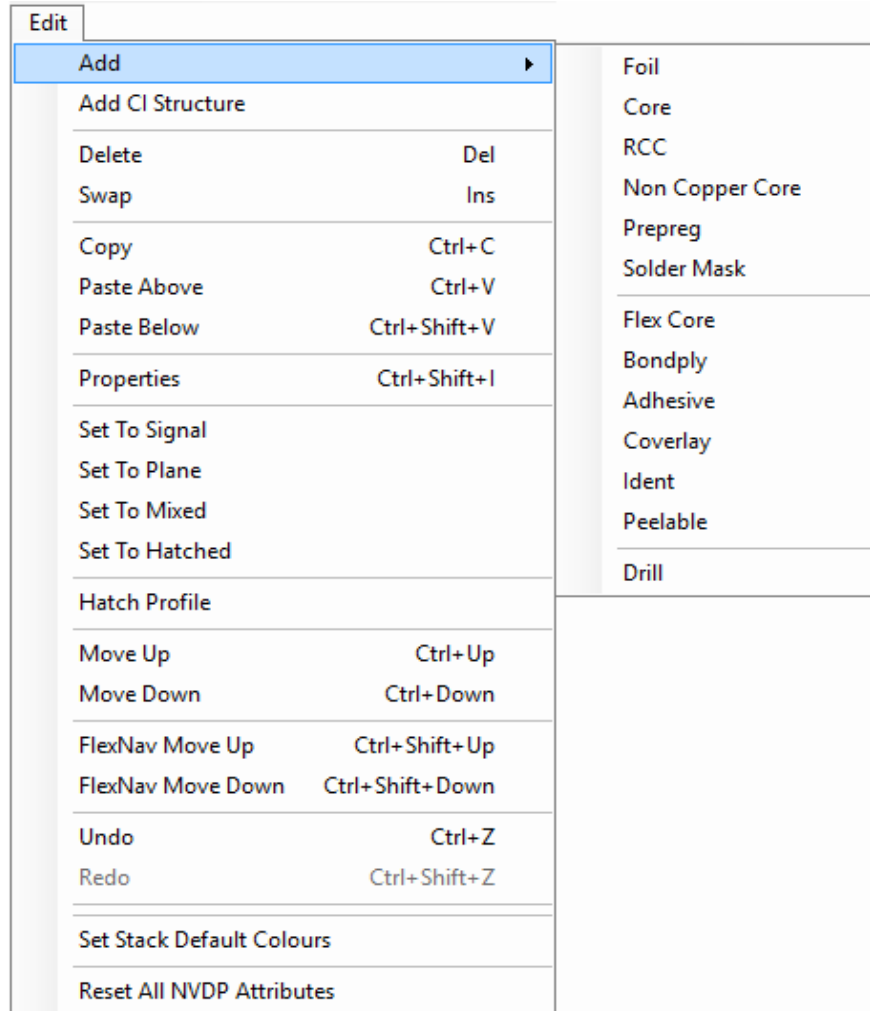 Edit
Add
Add CI Structure
Delete Del
Swap Ins
Copy Ctrl+C
Paste Above Ctrl+V
Paste Below Ctrl+Shift+V
Properties Ctrl+Shift+I
Set To Signal
Set To Plane
Set To Mixed
Set To Hatched
Hatch Profile
Move Up Ctrl+Up
Move Down Ctrl+Down
FlexNav Move Up Ctrl+Shift+Up
FlexNav Move Down Ctrl+Shift+Down
Undo Ctrl+Z
Redo Ctrl+Shift+Z
Set Stack Default Colours
Reset All NVDP Attributes
Foil
Core
RCC
Non Copper Core
Prepreg
Solder Mask
Flex Core
Bondply
Adhesive
Coverlay
Ident
Peelable
Drill